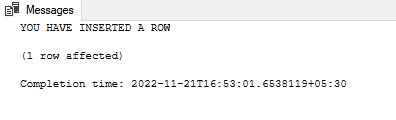 Messages
YOU HAVE INSERTED A ROW
(1 row affected)
Completion time: 2022-11-21T16:53:01.6538119+05:30